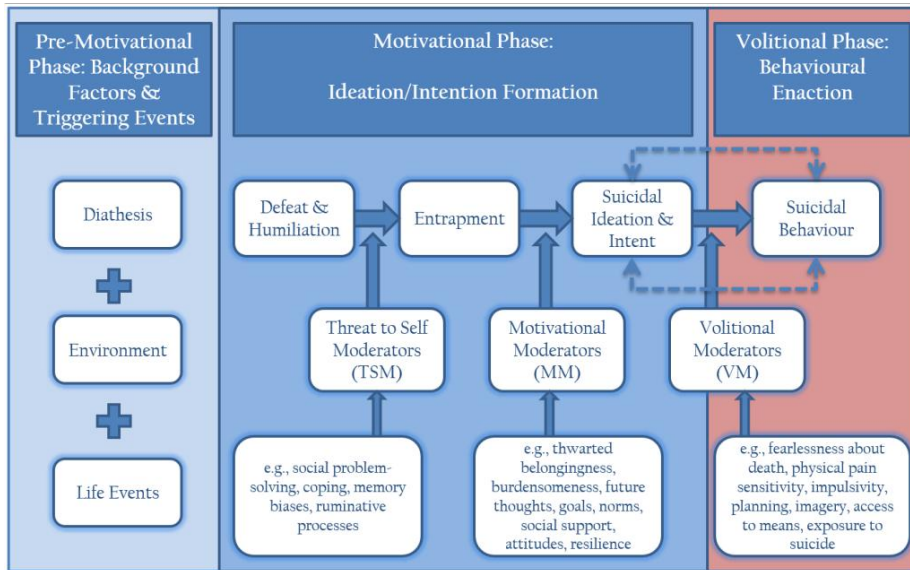 Pre-Motivational
Phase: Background
Factors &
Triggering Events
Motivational Phase:
Ideation/Intention Formation
Volitional Phase:
Behavioural
Enaction
Diathesis
Environment
Life Events
Defeat &
Humiliation
Entrapment
Suicidal
Ideation &
Intent
Suicidal
Behaviour
Threat to Self
Moderators
(TSM)
Motivational
Moderators
(MM)
Volitional
Moderators
(VM)
e.g., social problem-
solving, coping, memory
biases, ruminative
processes
e.g., thwarted
belongingness,
burdensomeness, future
thoughts, goals, norms,
social support,
attitudes, resilience
e.g., fearlessness about
death, physical pain
sensitivity, impulsivity,
planning, imagery, access
to means, exposure to
suicide